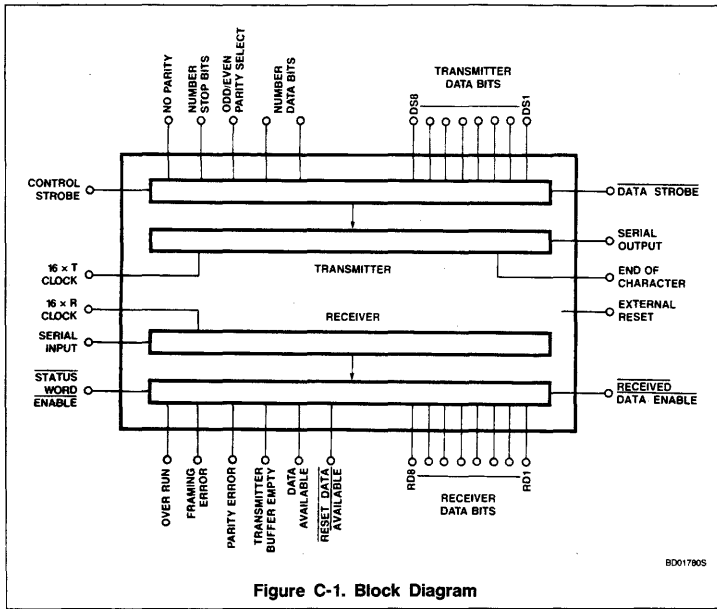 NO PARITY
NUMBER
STOP BITS
ODD/EVEN
PARITY SELECT
NUMBER
DATA BITS
TRANSMITTER
DATA BITS
DS8
DS1
CONTROL
STROBE
DATA STROBE
SERIAL
OUTPUT
16 × T
CLOCK
TRANSMITTER
END OF
CHARACTER
16 × R
CLOCK
RECEIVER
EXTERNAL
RESET
SERIAL
INPUT
STATUS
WORD
ENABLE
RECEIVED
DATA ENABLE
OVER RUN
FRAMING
ERROR
PARITY ERROR
TRANSMITTER
BUFFER EMPTY
DATA
AVAILABLE
RESET DATA
AVAILABLE
RD8
RD1
RECEIVER
DATA BITS
BD01780S
Figure C-1. Block Diagram